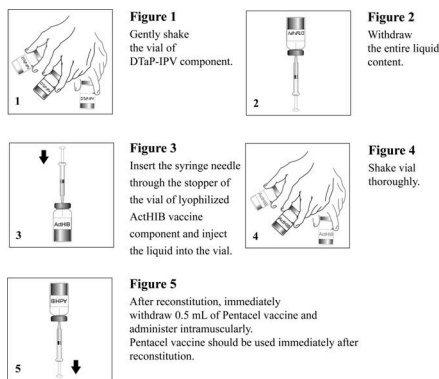 Figure 1
Gently shake
the vial of
DTaP-IPV component.
1
Figure 2
Withdraw
the entire liquid
content.
2
Figure 3
Insert the syringe needle
through the stopper of
the vial of lyophilized
ActHIB vaccine
component and inject
the liquid into the vial.
ActHIB
3
Figure 4
Shake vial
thoroughly.
ActHIB
4
Figure 5
After reconstitution, immediately
withdraw 0.5 mL of Pentacel vaccine and
administer intramuscularly.
Pentacel vaccine should be used immediately after
reconstitution.
ActHIB
5